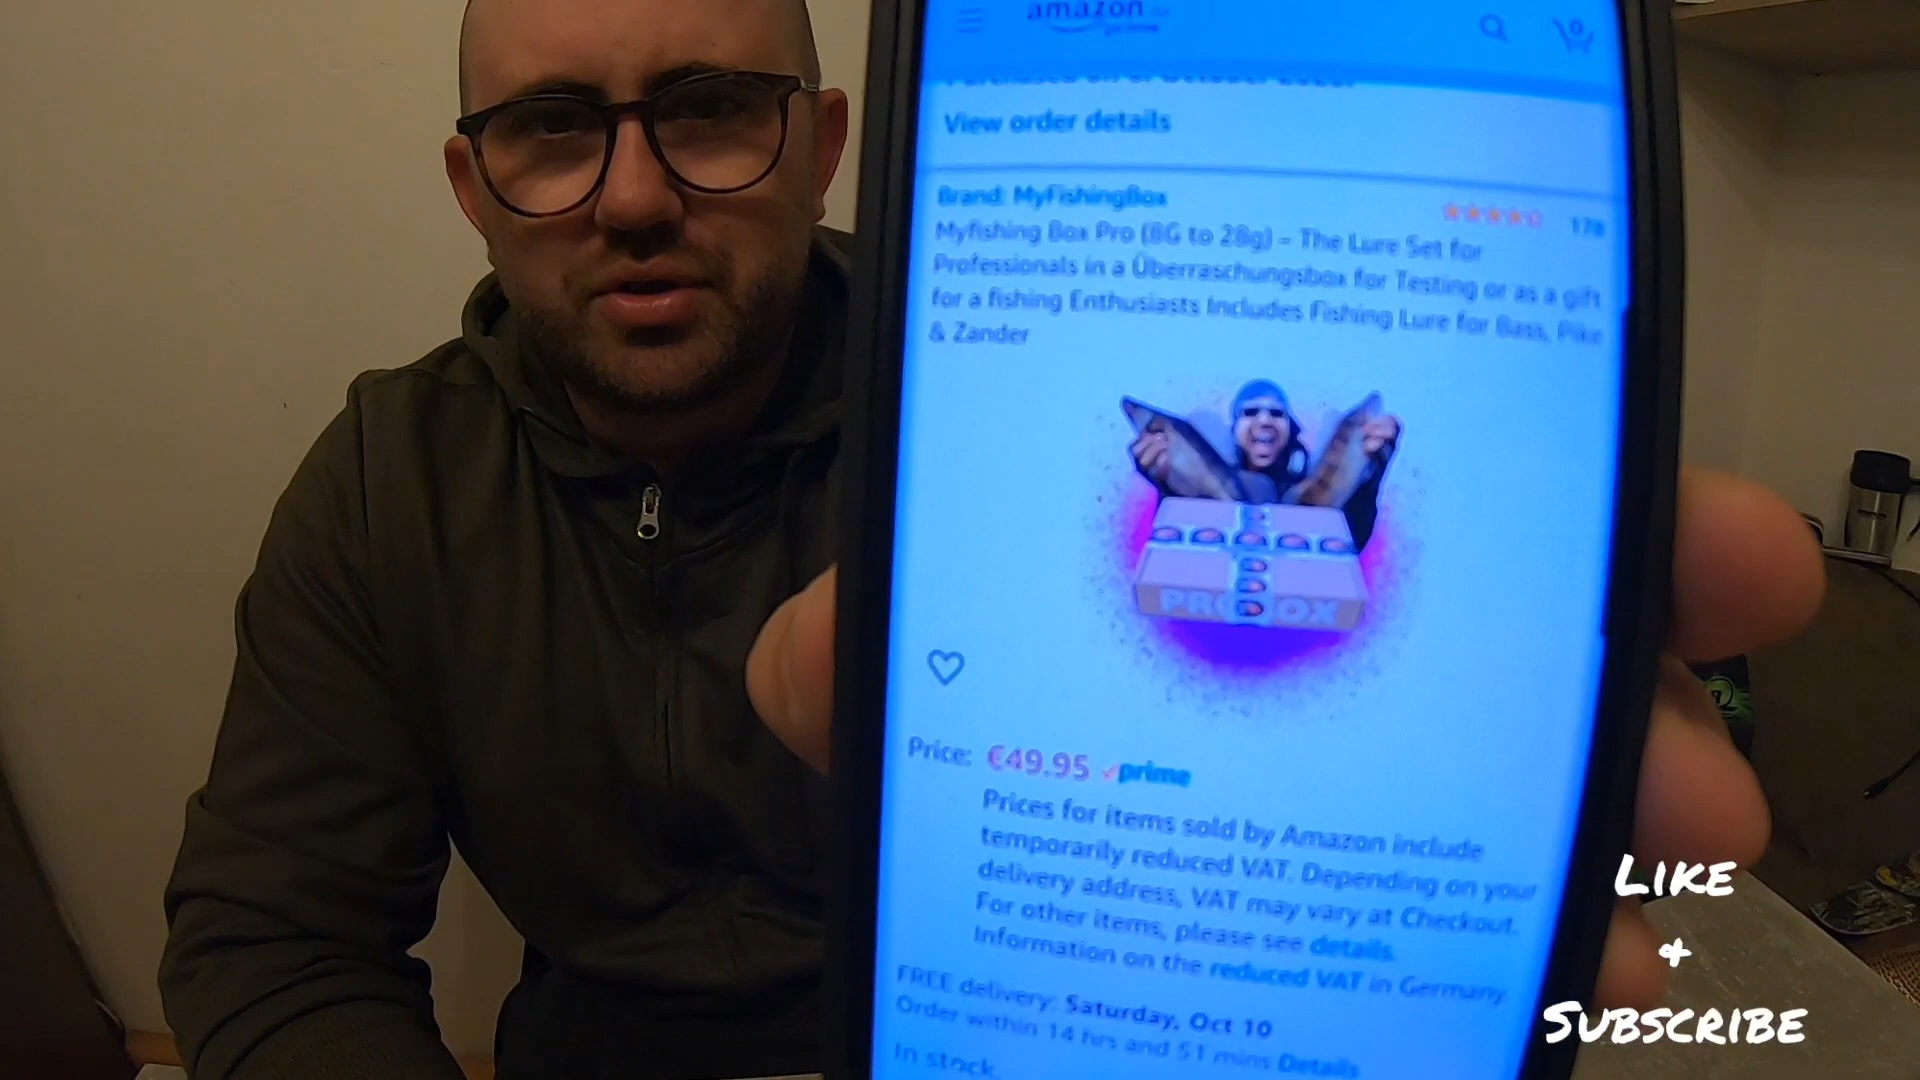 amazon
prime
0
View order details
Brand: MyFishingBox
178
Myfishing Box Pro (8G to 28g) – The Lure Set for
Professionals in a Überraschungsbox for Testing or as a gift
for a fishing Enthusiasts Includes Fishing Lure for Bass, Pike
& Zander
PROBOX
Price: €49.95 prime
Prices for items sold by Amazon include
temporarily reduced VAT. Depending on your
delivery address, VAT may vary at Checkout.
For other items, please see details.
Information on the reduced VAT in Germany.
FREE delivery: Saturday, Oct 10
Order within 14 hrs and 51 mins Details
In stock.
LIKE
&
SUBSCRIBE